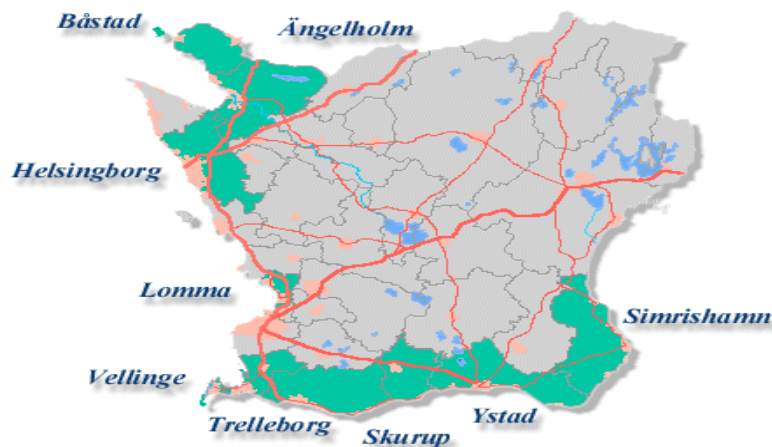 Båstad
Ängelholm
Helsingborg
Lomma
Simrishamn
Vellinge
Trelleborg
Skurup
Ystad